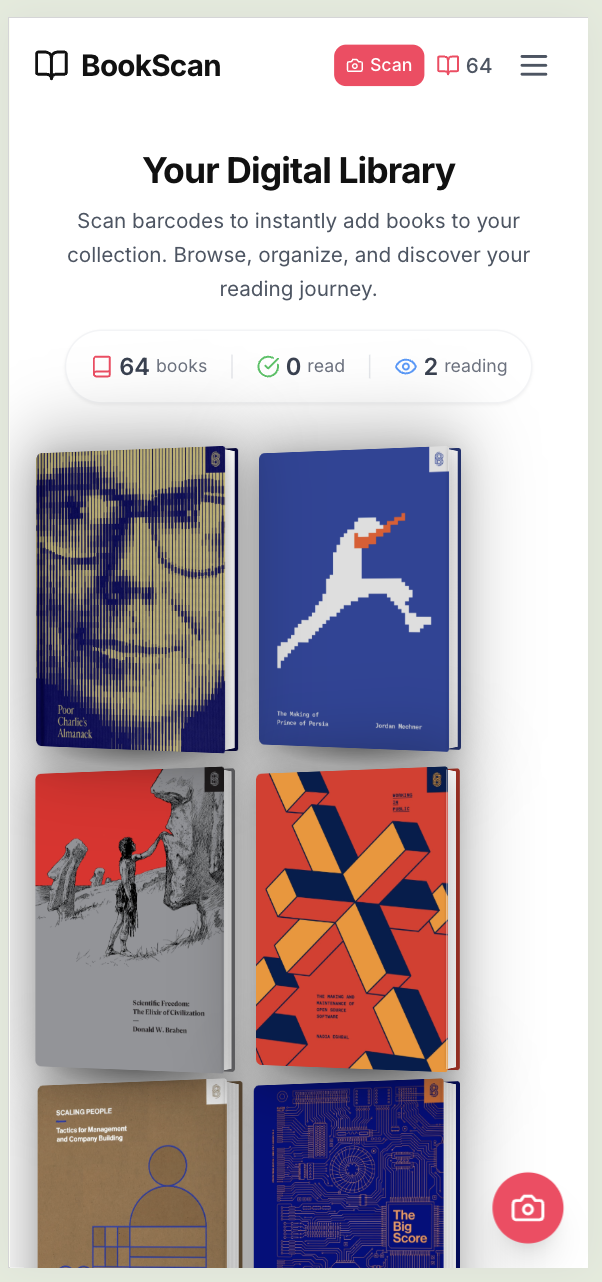 BookScan
Scan
64
Your Digital Library
Scan barcodes to instantly add books to your
collection. Browse, organize, and discover your
reading journey.
64 books
0 read
2 reading
Poor
Charlie's
Almanack
The Making of
Prince of Persia
Jordan Mechner
Scientific Freedom:
The Elixir of Civilization
Donald W. Braben
WORKING
IN
PUBLIC
THE MAKING AND
MAINTENANCE OF
OPEN SOURCE
SOFTWARE
NADIA EGHBAL
SCALING PEOPLE
Tactics for Management
and Company Building
The
Big
Score